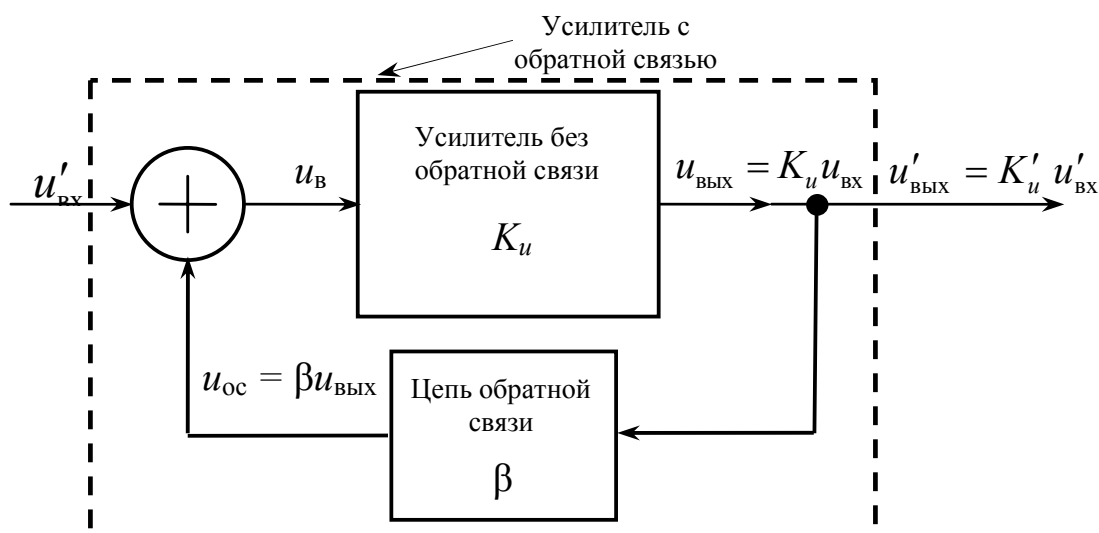 Усилитель с
обратной связью
Усилитель без
обратной связи
K_u
u′_вх
+
u_в
u_вых = K_u u_вх
u′_вых = K′_u u′_вх
u_ос = βu_вых
Цепь обратной
связи
β